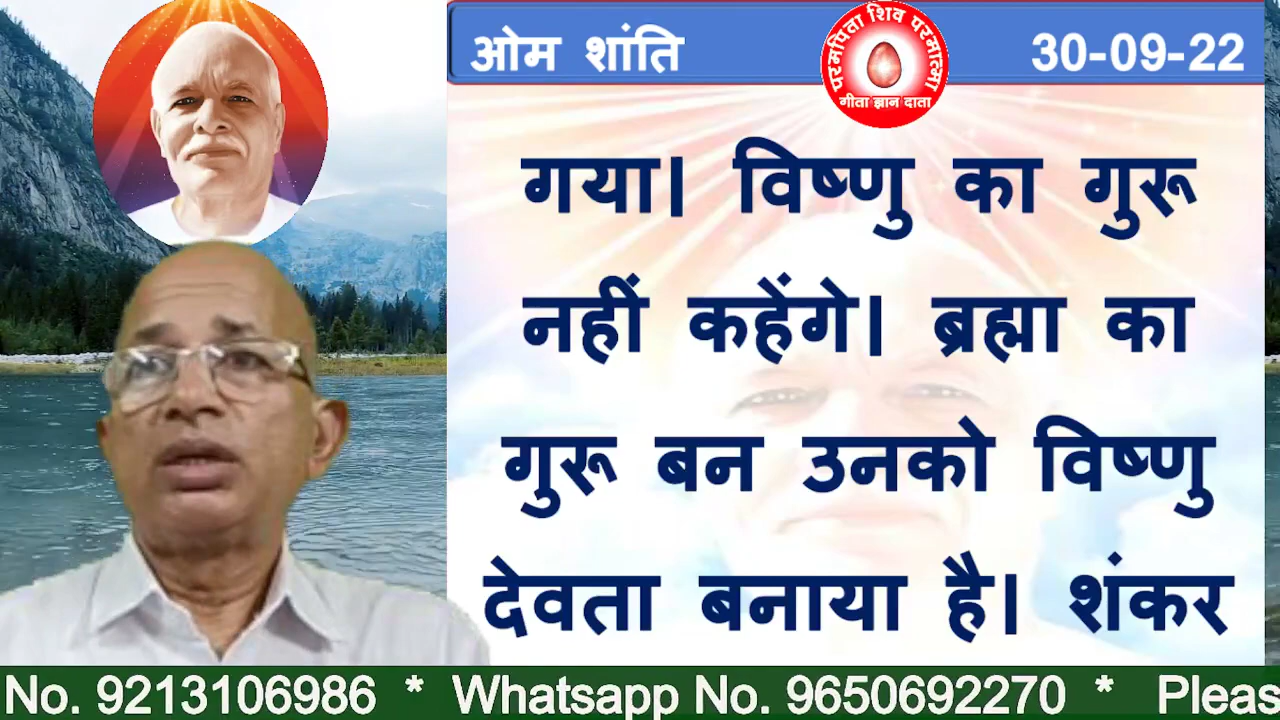 ओम शांति
परमपिता शिव परमात्मा
गीता ज्ञान दाता
30-09-22
गया। विष्णु का गुरू
नहीं कहेंगे। ब्रह्मा का
गुरू बन उनको विष्णु
देवता बनाया है। शंकर
No. 9213106986 * Whatsapp No. 9650692270 * Pleas